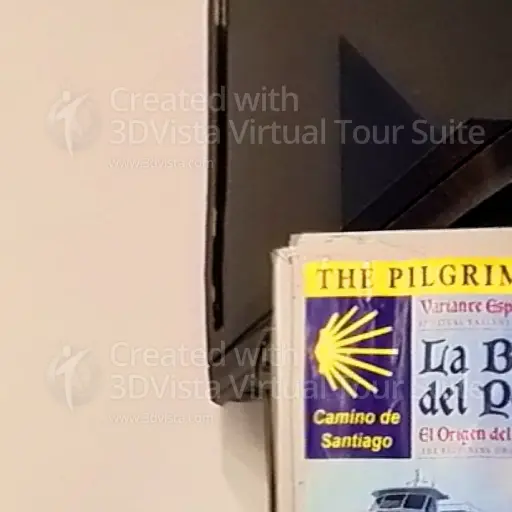 Created with
3DVista Virtual Tour Suite
www.3dvista.com
THE PILGRIM
Variante Esp
La B
del P
Created with
3DVista Virtual Tour Suite
www.3dvista.com
Camino de
Santiago
El Origen del